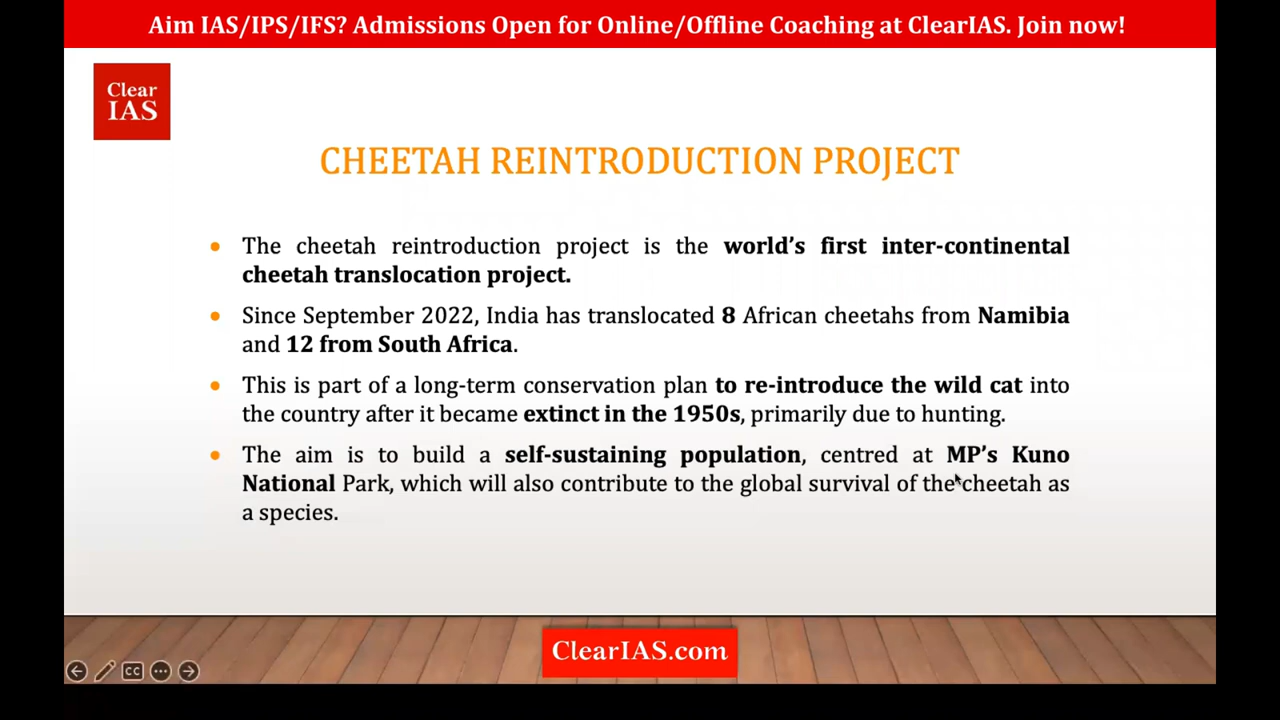 Aim IAS/IPS/IFS? Admissions Open for Online/Offline Coaching at ClearIAS. Join now!
Clear
IAS
CHEETAH REINTRODUCTION PROJECT
• The cheetah reintroduction project is the world's first inter-continental
cheetah translocation project.
• Since September 2022, India has translocated 8 African cheetahs from Namibia
and 12 from South Africa.
• This is part of a long-term conservation plan to re-introduce the wild cat into
the country after it became extinct in the 1950s, primarily due to hunting.
• The aim is to build a self-sustaining population, centred at MP's Kuno
National Park, which will also contribute to the global survival of the cheetah as
a species.
ClearIAS.com
CC